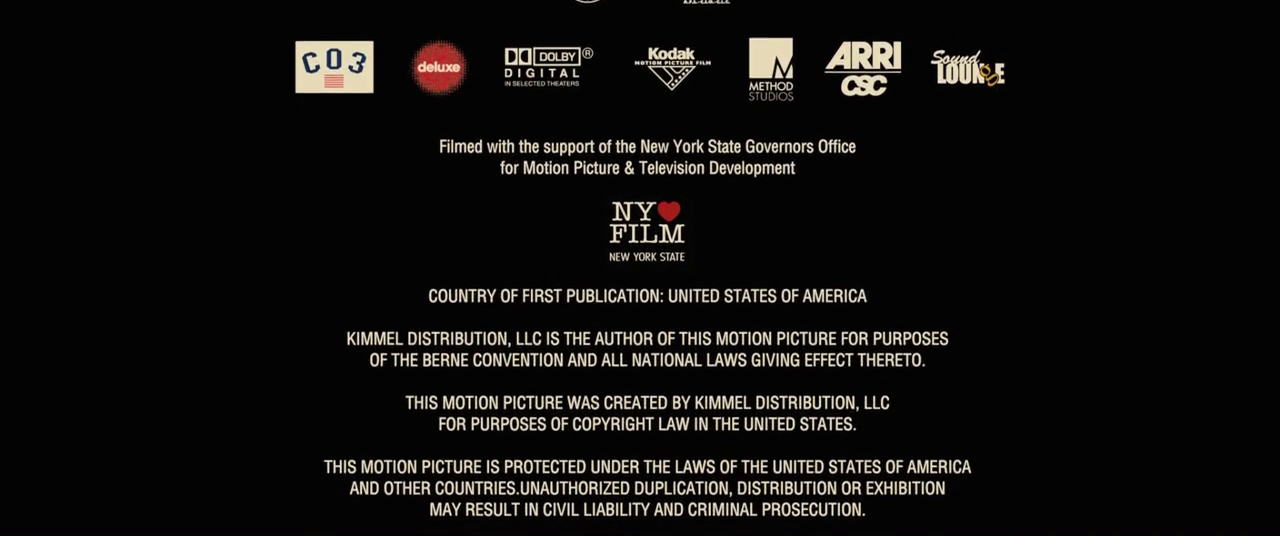 CO3
deluxe
DOLBY®
DIGITAL
IN SELECTED THEATERS
Kodak
MOTION PICTURE FILM
METHOD
STUDIOS
ARRI
CSC
Sound
LOUNGE
Filmed with the support of the New York State Governors Office
for Motion Picture & Television Development
NY
FILM
NEW YORK STATE
COUNTRY OF FIRST PUBLICATION: UNITED STATES OF AMERICA
KIMMEL DISTRIBUTION, LLC IS THE AUTHOR OF THIS MOTION PICTURE FOR PURPOSES
OF THE BERNE CONVENTION AND ALL NATIONAL LAWS GIVING EFFECT THERETO.
THIS MOTION PICTURE WAS CREATED BY KIMMEL DISTRIBUTION, LLC
FOR PURPOSES OF COPYRIGHT LAW IN THE UNITED STATES.
THIS MOTION PICTURE IS PROTECTED UNDER THE LAWS OF THE UNITED STATES OF AMERICA
AND OTHER COUNTRIES.UNAUTHORIZED DUPLICATION, DISTRIBUTION OR EXHIBITION
MAY RESULT IN CIVIL LIABILITY AND CRIMINAL PROSECUTION.